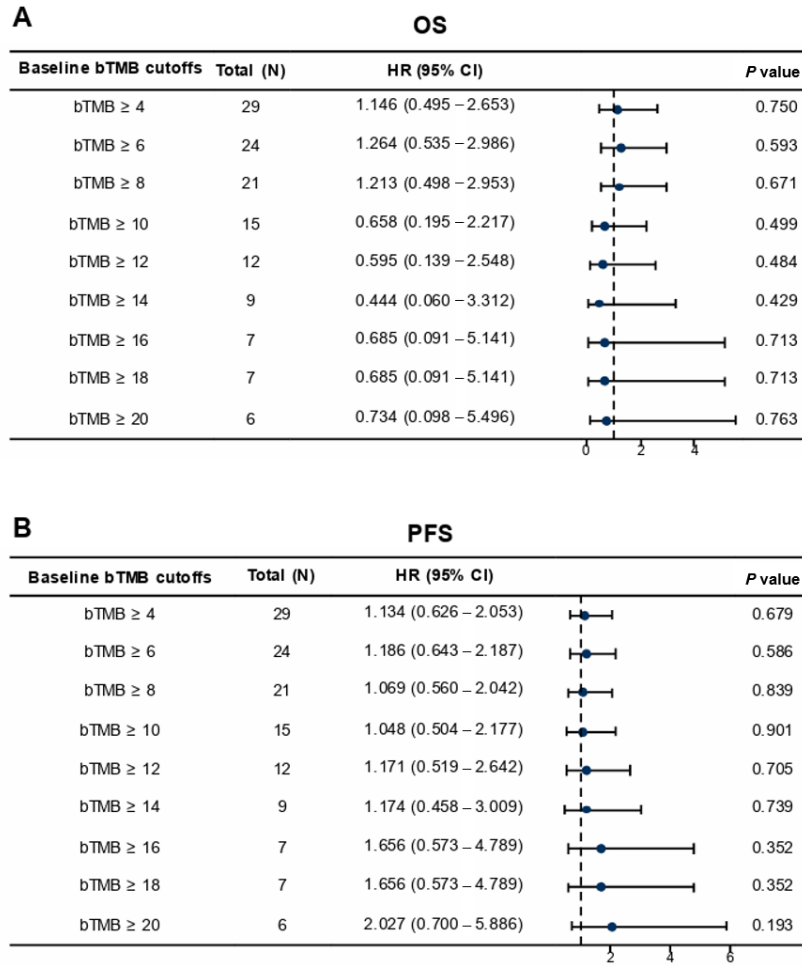 A
OS
Baseline bTMB cutoffs Total (N) HR (95% CI) P value
bTMB ≥ 4 29 1.146 (0.495 – 2.653) 0.750
bTMB ≥ 6 24 1.264 (0.535 – 2.986) 0.593
bTMB ≥ 8 21 1.213 (0.498 – 2.953) 0.671
bTMB ≥ 10 15 0.658 (0.195 – 2.217) 0.499
bTMB ≥ 12 12 0.595 (0.139 – 2.548) 0.484
bTMB ≥ 14 9 0.444 (0.060 – 3.312) 0.429
bTMB ≥ 16 7 0.685 (0.091 – 5.141) 0.713
bTMB ≥ 18 7 0.685 (0.091 – 5.141) 0.713
bTMB ≥ 20 6 0.734 (0.098 – 5.496) 0.763
0 2 4
B
PFS
Baseline bTMB cutoffs Total (N) HR (95% CI) P value
bTMB ≥ 4 29 1.134 (0.626 – 2.053) 0.679
bTMB ≥ 6 24 1.186 (0.643 – 2.187) 0.586
bTMB ≥ 8 21 1.069 (0.560 – 2.042) 0.839
bTMB ≥ 10 15 1.048 (0.504 – 2.177) 0.901
bTMB ≥ 12 12 1.171 (0.519 – 2.642) 0.705
bTMB ≥ 14 9 1.174 (0.458 – 3.009) 0.739
bTMB ≥ 16 7 1.656 (0.573 – 4.789) 0.352
bTMB ≥ 18 7 1.656 (0.573 – 4.789) 0.352
bTMB ≥ 20 6 2.027 (0.700 – 5.886) 0.193
2 4 6